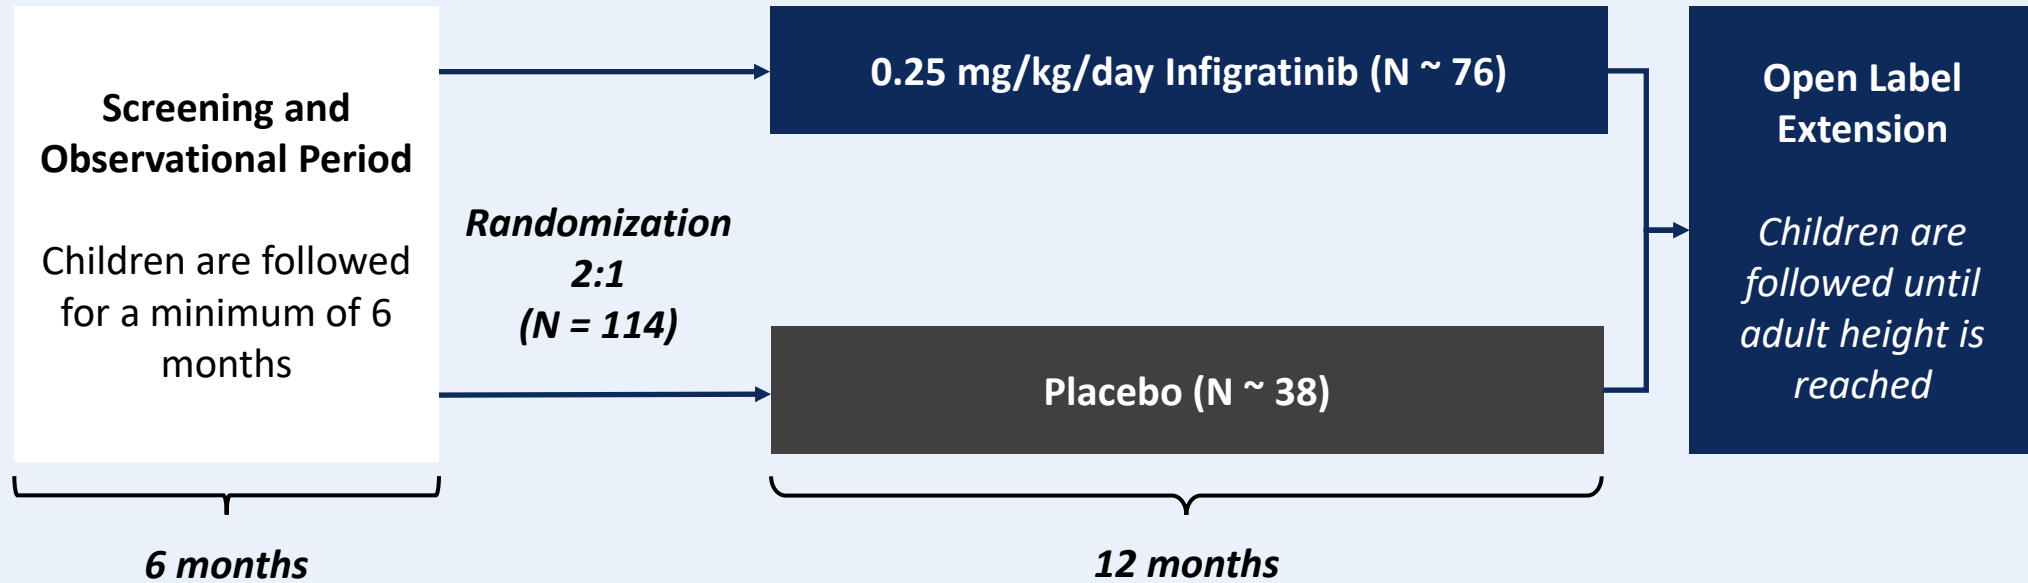 Screening and
Observational Period
Children are followed
for a minimum of 6
months
6 months
Randomization
2:1
(N = 114)
0.25 mg/kg/day Infigratinib (N ~ 76)
Placebo (N ~ 38)
12 months
Open Label
Extension
Children are
followed until
adult height is
reached